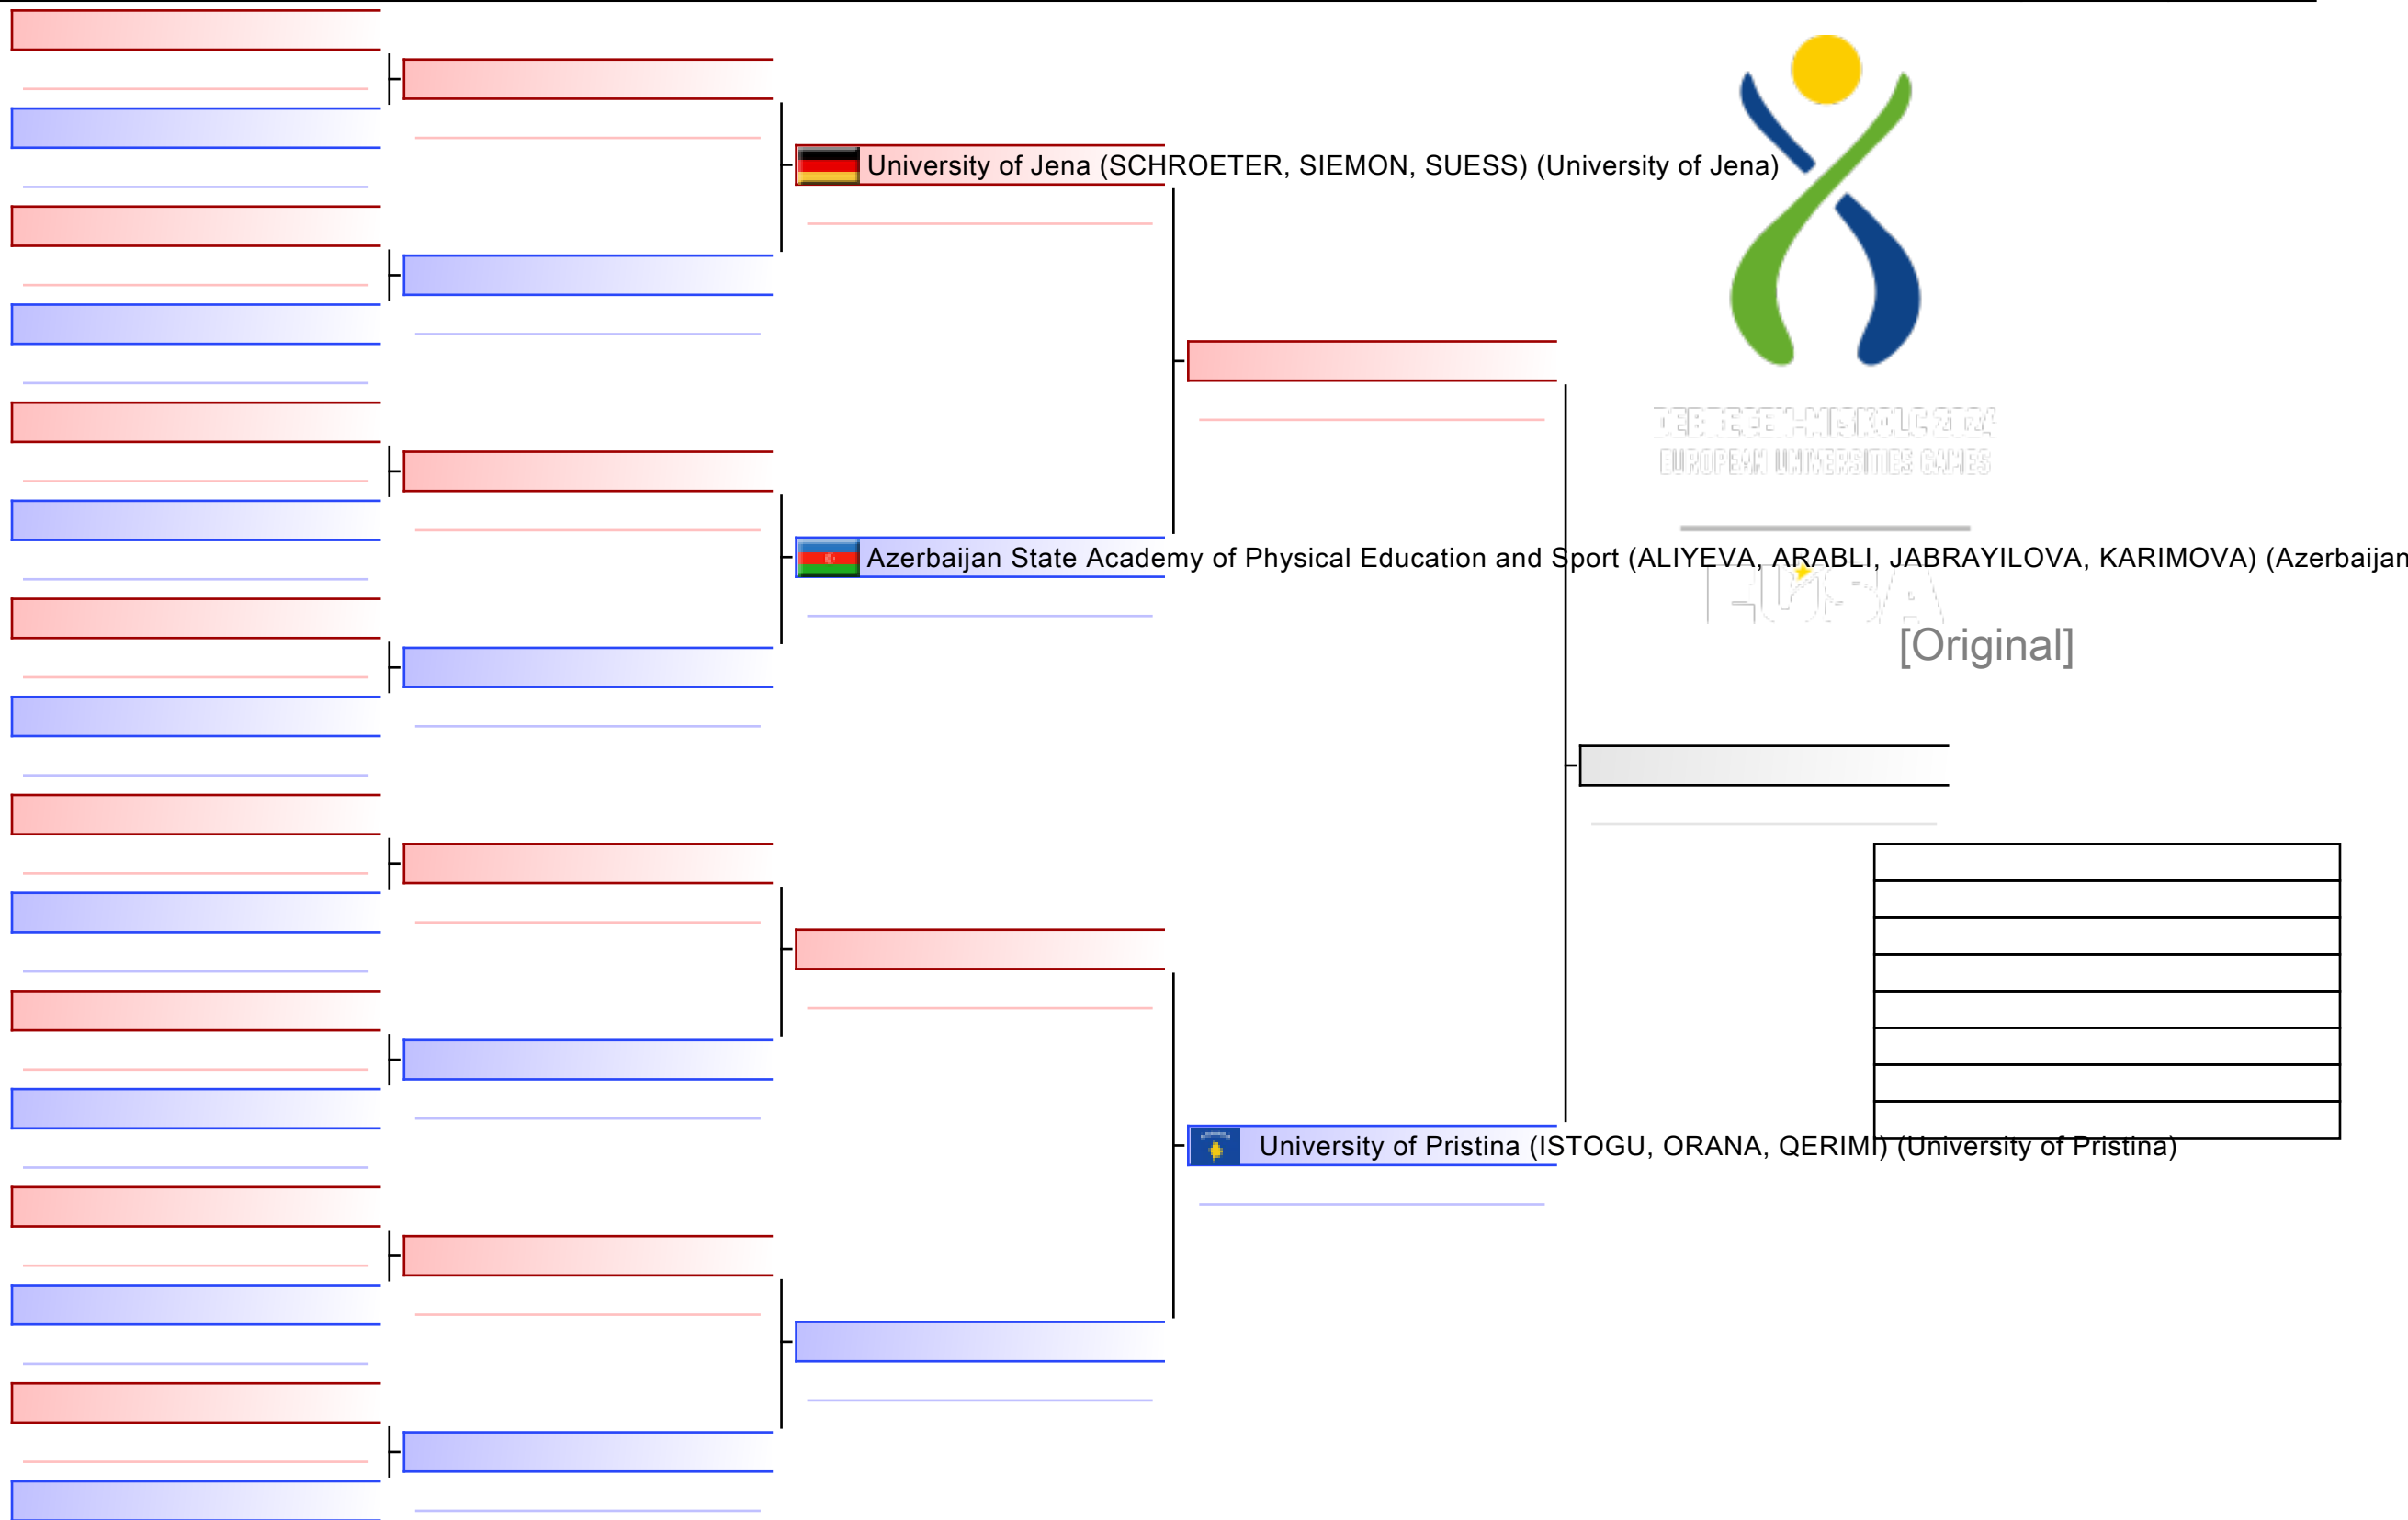 University of Jena (SCHROETER, SIEMON, SUESS) (University of Jena)
DEBRECEN-MISKOLC 2024
EUROPEAN UNIVERSITIES GAMES
Azerbaijan State Academy of Physical Education and Sport (ALIYEVA, ARABLI, JABRAYILOVA, KARIMOVA) (Azerbaijan
EUSA
[Original]
University of Pristina (ISTOGU, ORANA, QERIMI) (University of Pristina)